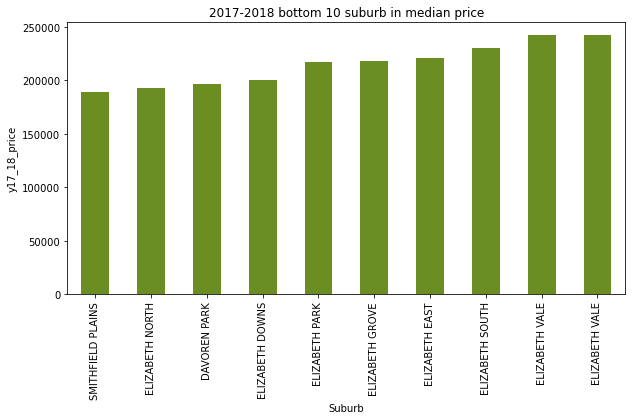 2017-2018 bottom 10 suburb in median price
y17_18_price
250000
200000
150000
100000
50000
0
SMITHFIELD PLAINS
ELIZABETH NORTH
DAVOREN PARK
ELIZABETH DOWNS
ELIZABETH PARK
ELIZABETH GROVE
ELIZABETH EAST
ELIZABETH SOUTH
ELIZABETH VALE
ELIZABETH VALE
Suburb